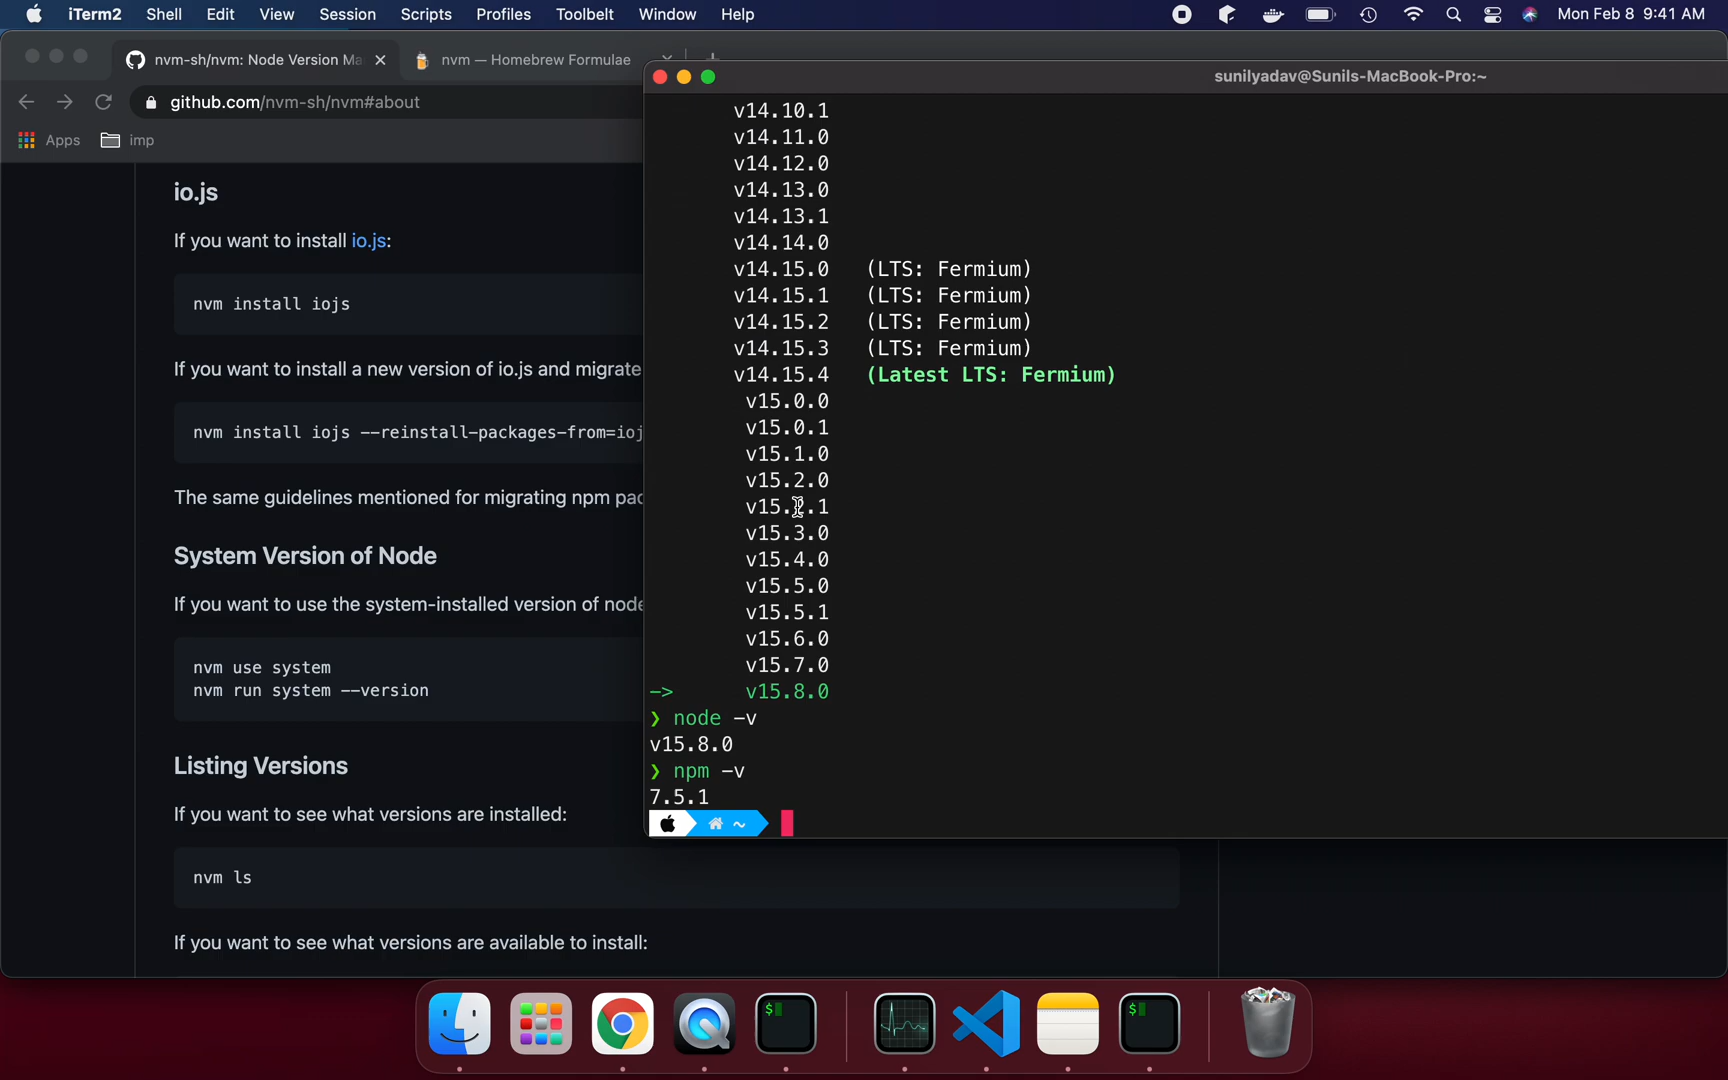 iTerm2 Shell Edit View Session Scripts Profiles Toolbelt Window Help Mon Feb 8 9:41 AM
nvm-sh/nvm: Node Version Ma nvm — Homebrew Formulae
github.com/nvm-sh/nvm#about
Apps imp
io.js
If you want to install io.js:
nvm install iojs
If you want to install a new version of io.js and migrate
nvm install iojs --reinstall-packages-from=ioj
The same guidelines mentioned for migrating npm pac
System Version of Node
If you want to use the system-installed version of node
nvm use system
nvm run system --version
Listing Versions
If you want to see what versions are installed:
nvm ls
If you want to see what versions are available to install:
sunilyadav@Sunils-MacBook-Pro:~
v14.10.1
v14.11.0
v14.12.0
v14.13.0
v14.13.1
v14.14.0
v14.15.0 (LTS: Fermium)
v14.15.1 (LTS: Fermium)
v14.15.2 (LTS: Fermium)
v14.15.3 (LTS: Fermium)
v14.15.4 (Latest LTS: Fermium)
v15.0.0
v15.0.1
v15.1.0
v15.2.0
v15.2.1
v15.3.0
v15.4.0
v15.5.0
v15.5.1
v15.6.0
v15.7.0
-> v15.8.0
❯ node -v
v15.8.0
❯ npm -v
7.5.1
~
$
$